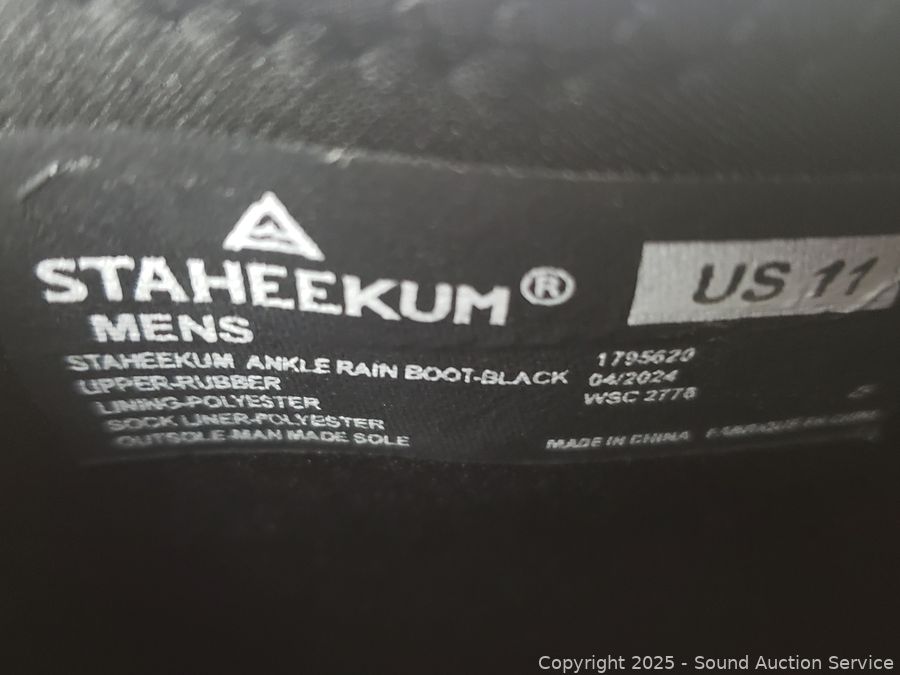 STAHEEKUM®
US 11
MENS
STAHEEKUM ANKLE RAIN BOOT-BLACK
UPPER-RUBBER
LINING-POLYESTER
SOCK LINER-POLYESTER
OUTSOLE-MAN MADE SOLE
1795620
04/2024
WSC 2778
MADE IN CHINA
Copyright 2025 - Sound Auction Service